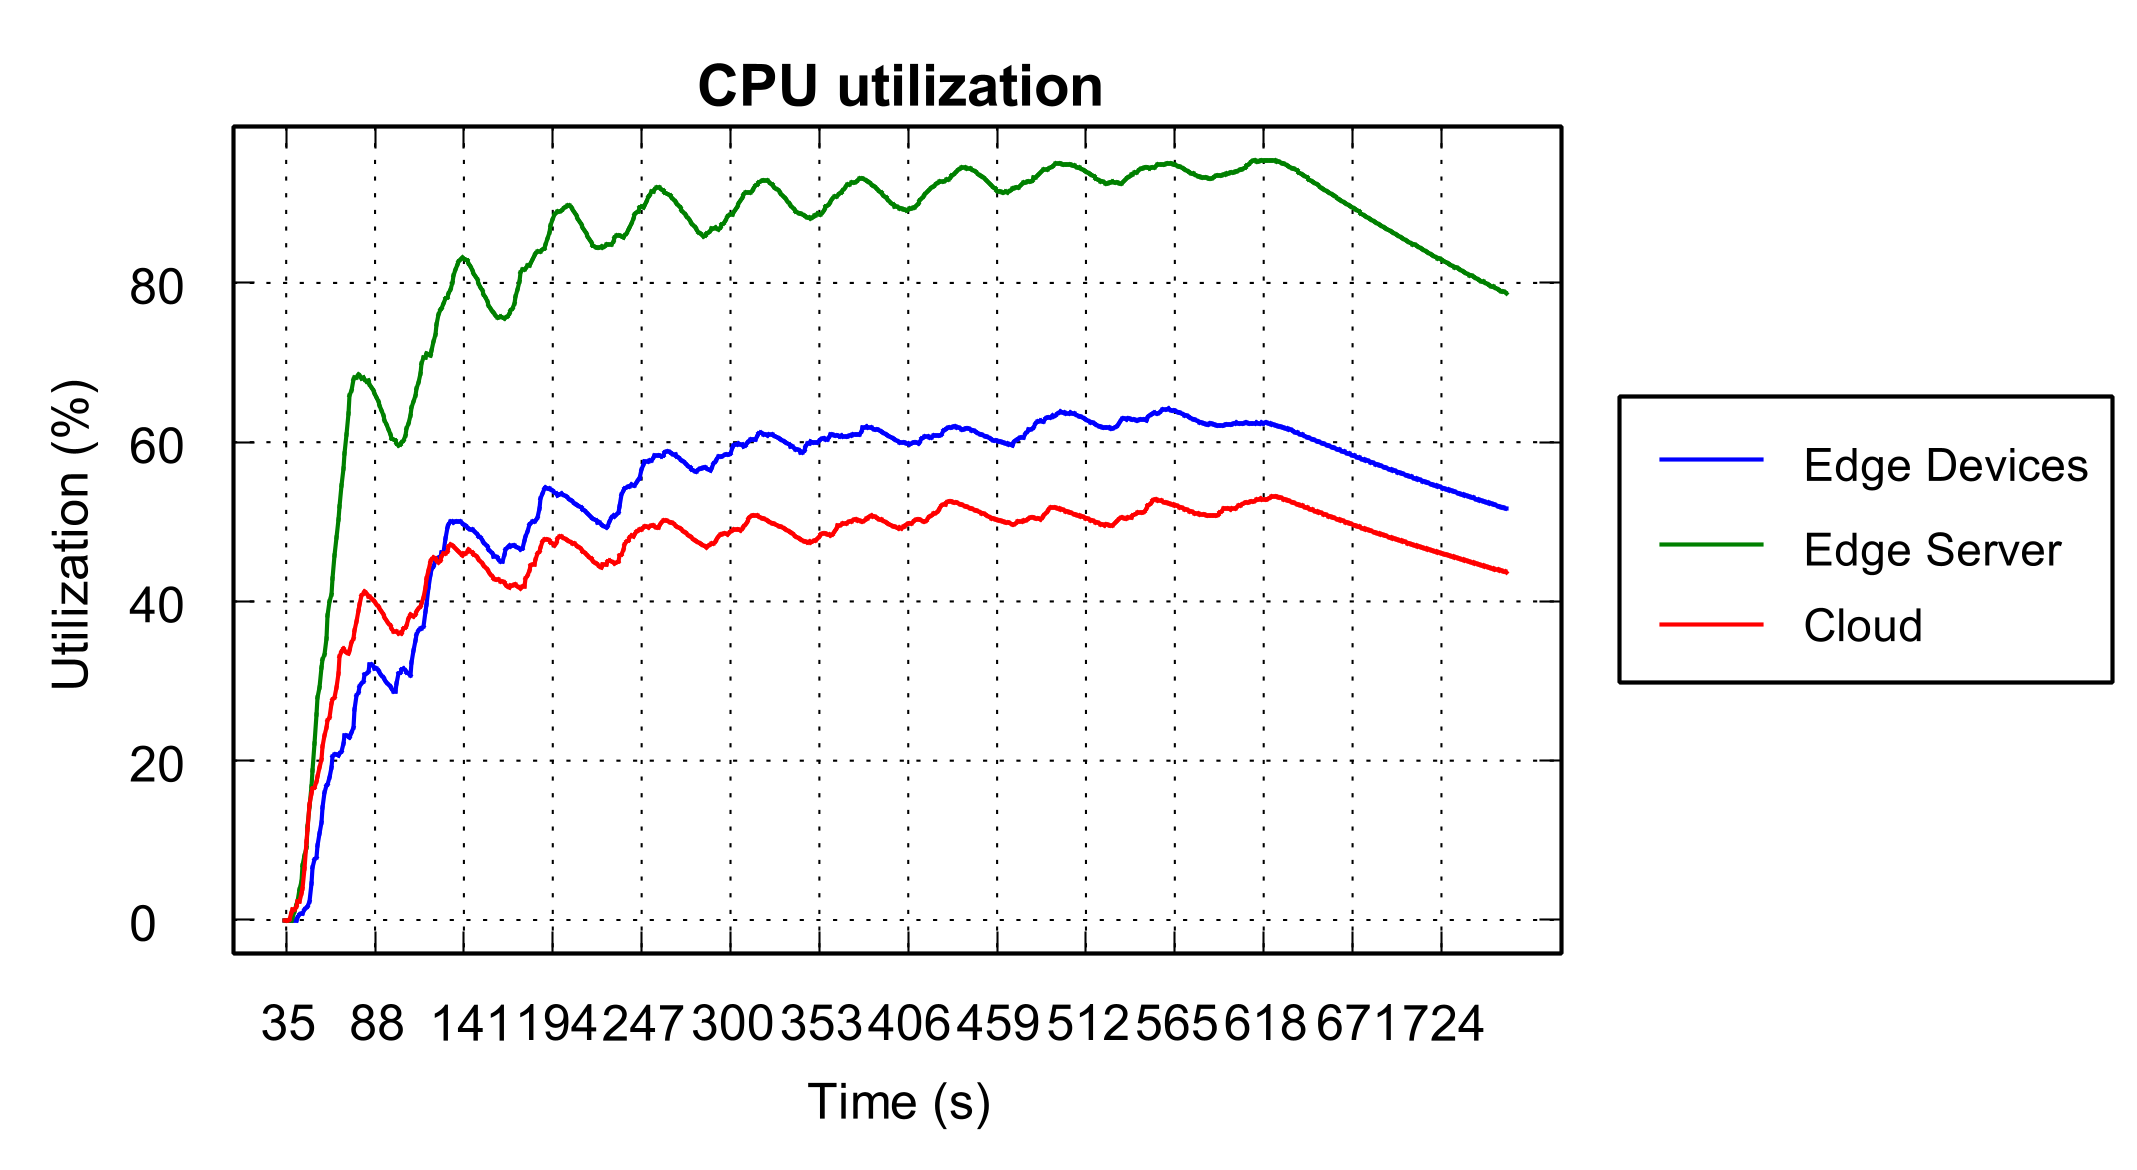 CPU utilization
Utilization (%)
80
60
40
20
0
35 88 141 194 247 300 353 406 459 512 565 618 671 724
Time (s)
Edge Devices
Edge Server
Cloud